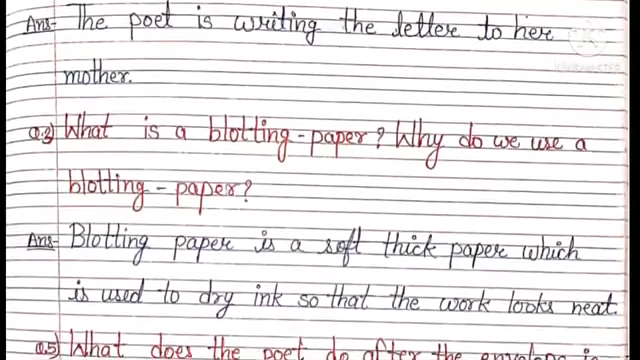 Ans- The poet is writing the letter to her
mother.
Q.3) What is a blotting-paper? Why do we use a
blotting-paper?
Ans- Blotting paper is a soft thick paper which
is used to dry ink so that the work looks neat.
Q.5) What does the poet do after the envelope is